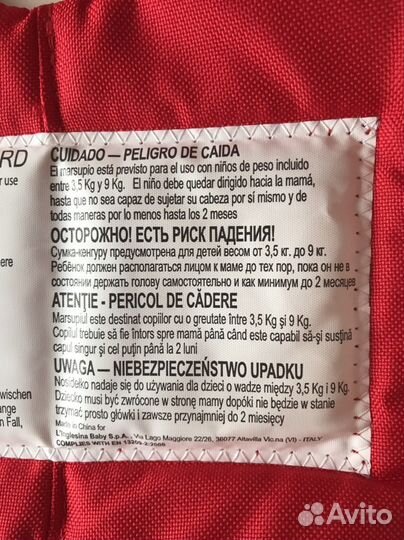 RD
r use
ere
wischen
ange
n Fall,
CUIDADO — PELIGRO DE CAIDA
El marsupio está previsto para el uso con niños de peso incluido
entre 3,5 Kg y 9 Kg. El niño debe quedar dirigido hacia la mamá,
hasta que no sea capaz de sujetar su cabeza por sí mismo y de
todas maneras por lo menos hasta los 2 meses
ОСТОРОЖНО! ЕСТЬ РИСК ПАДЕНИЯ!
Сумка-кенгуру предусмотрена для детей весом от 3,5 кг. до 9 кг.
Ребёнок должен располагаться лицом к маме до тех пор, пока он не в
состоянии держать голову самостоятельно и как минимум до 2 месяцев
ATENŢIE - PERICOL DE CĂDERE
Marsupiul este destinat copiilor cu o greutate între 3,5 Kg și 9 Kg.
Copilul trebuie să fie întors spre mamă până când este capabil să-și susțină
capul singur și cel puțin până la 2 luni
UWAGA — NIEBEZPIECZEŃSTWO UPADKU
Nosidełko nadaje się do używania dla dzieci o wadze między 3,5 Kg i 9 Kg.
Dziecko musi być zwrócone w stronę mamy dopóki nie będzie w stanie
trzymać prosto główki i zawsze przynajmniej do 2 miesięcy
Made in China for
L'Inglesina Baby S.p.A., Via Lago Maggiore 22/26, 36077 Altavilla Vic.na (VI) - ITALY
COMPLIES WITH EN 13209-2:2005
Avito